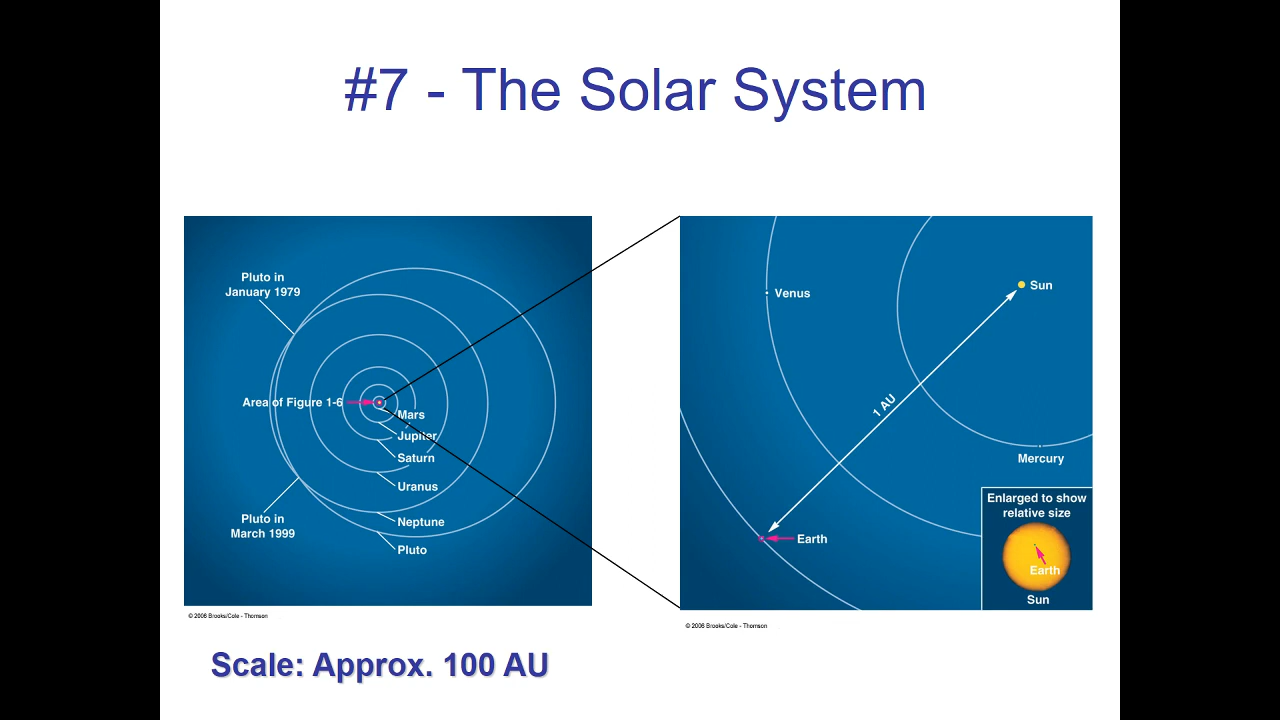 #7 - The Solar System
Pluto in
January 1979
Area of Figure 1-6
Mars
Jupiter
Saturn
Uranus
Neptune
Pluto
Pluto in
March 1999
© 2006 Brooks/Cole - Thomson
Sun
Venus
1 AU
Mercury
Earth
Enlarged to show
relative size
Earth
Sun
© 2006 Brooks/Cole - Thomson
Scale: Approx. 100 AU